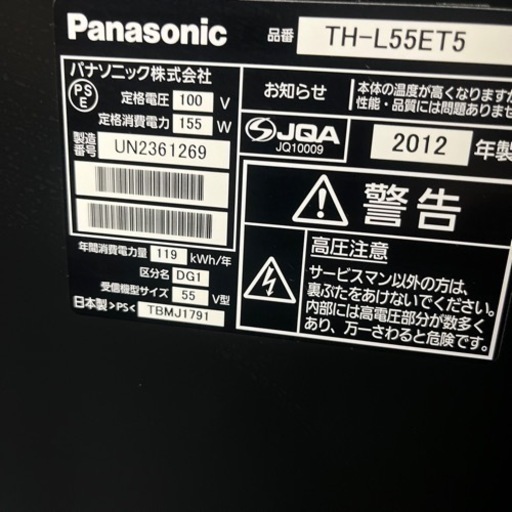 Panasonic
品番 TH-L55ET5
パナソニック株式会社
PS E
定格電圧 100 V
定格消費電力 155 W
製造番号 UN2361269
年間消費電力量 119 kWh/年
区分名 DG1
受信機型サイズ 55 V型
日本製 >PS< TBMJ1791
お知らせ
本体の温度が高くなりますが
性能・品質には問題ありませ
JQA
JQ10009
2012 年製
警告
高圧注意
サービスマン以外の方は、
裏ぶたをあけないでください。
内部には高電圧部分が数多く
あり、万一さわると危険です。